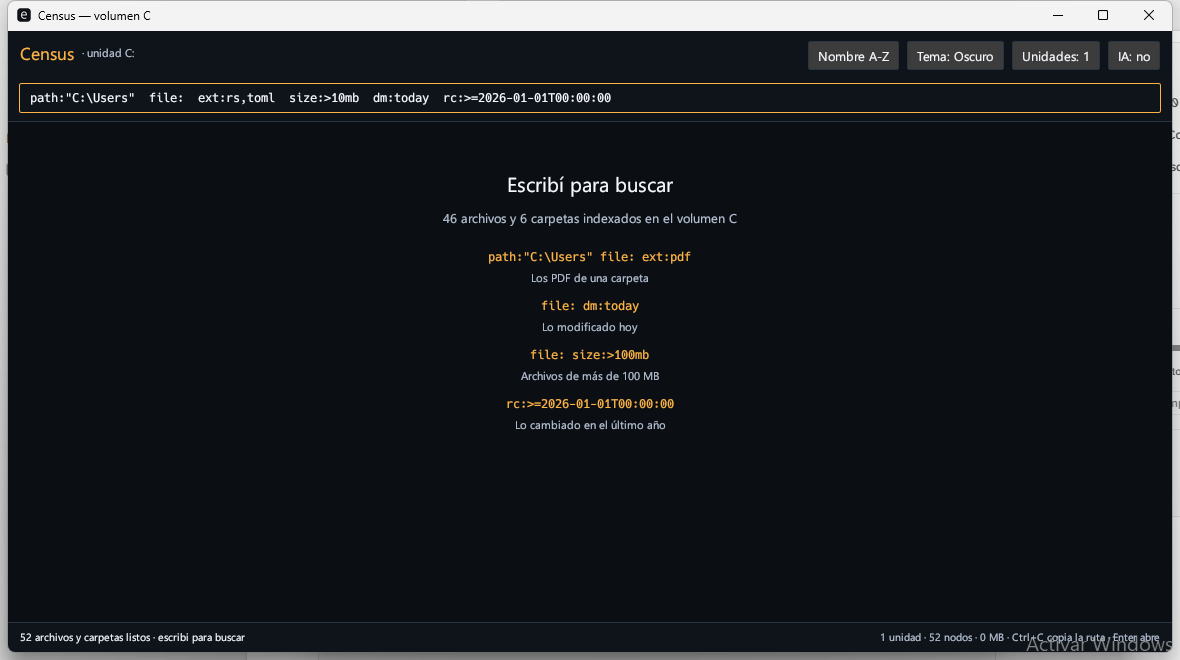 Census — volumen C
Census · unidad C:
Nombre A-Z Tema: Oscuro Unidades: 1 IA: no
path:"C:\Users" file: ext:rs,toml size:>10mb dm:today rc:>=2026-01-01T00:00:00
Escribí para buscar
46 archivos y 6 carpetas indexados en el volumen C
path:"C:\Users" file: ext:pdf
Los PDF de una carpeta
file: dm:today
Lo modificado hoy
file: size:>100mb
Archivos de más de 100 MB
rc:>=2026-01-01T00:00:00
Lo cambiado en el último año
52 archivos y carpetas listos · escribi para buscar
1 unidad · 52 nodos · 0 MB · Ctrl+C copia la ruta · Enter abre
Activar Windows